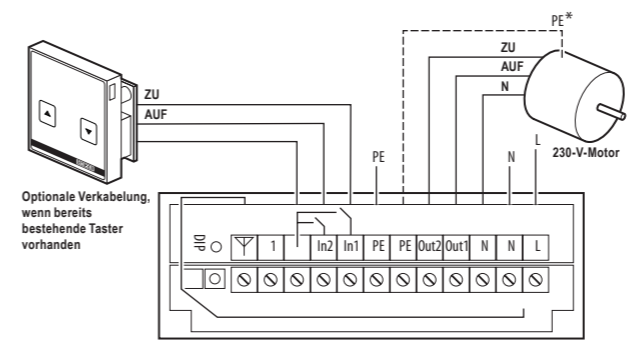 PE*
ZU
AUF
N
ZU
AUF
PE
N
L
230-V-Motor
Optionale Verkabelung,
wenn bereits
bestehende Taster
vorhanden
DIP
1 In2 In1 PE PE Out2 Out1 N N L